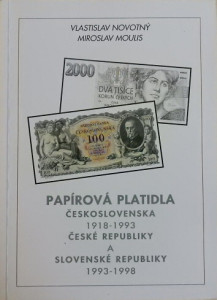 VLASTISLAV NOVOTNÝ
MIROSLAV MOULIS
2000
DVA TISÍCE
KORUN ČESKÝCH
100
PAPÍROVÁ PLATIDLA
ČESKOSLOVENSKA
1918-1993
ČESKÉ REPUBLIKY
A
SLOVENSKÉ REPUBLIKY
1993-1998